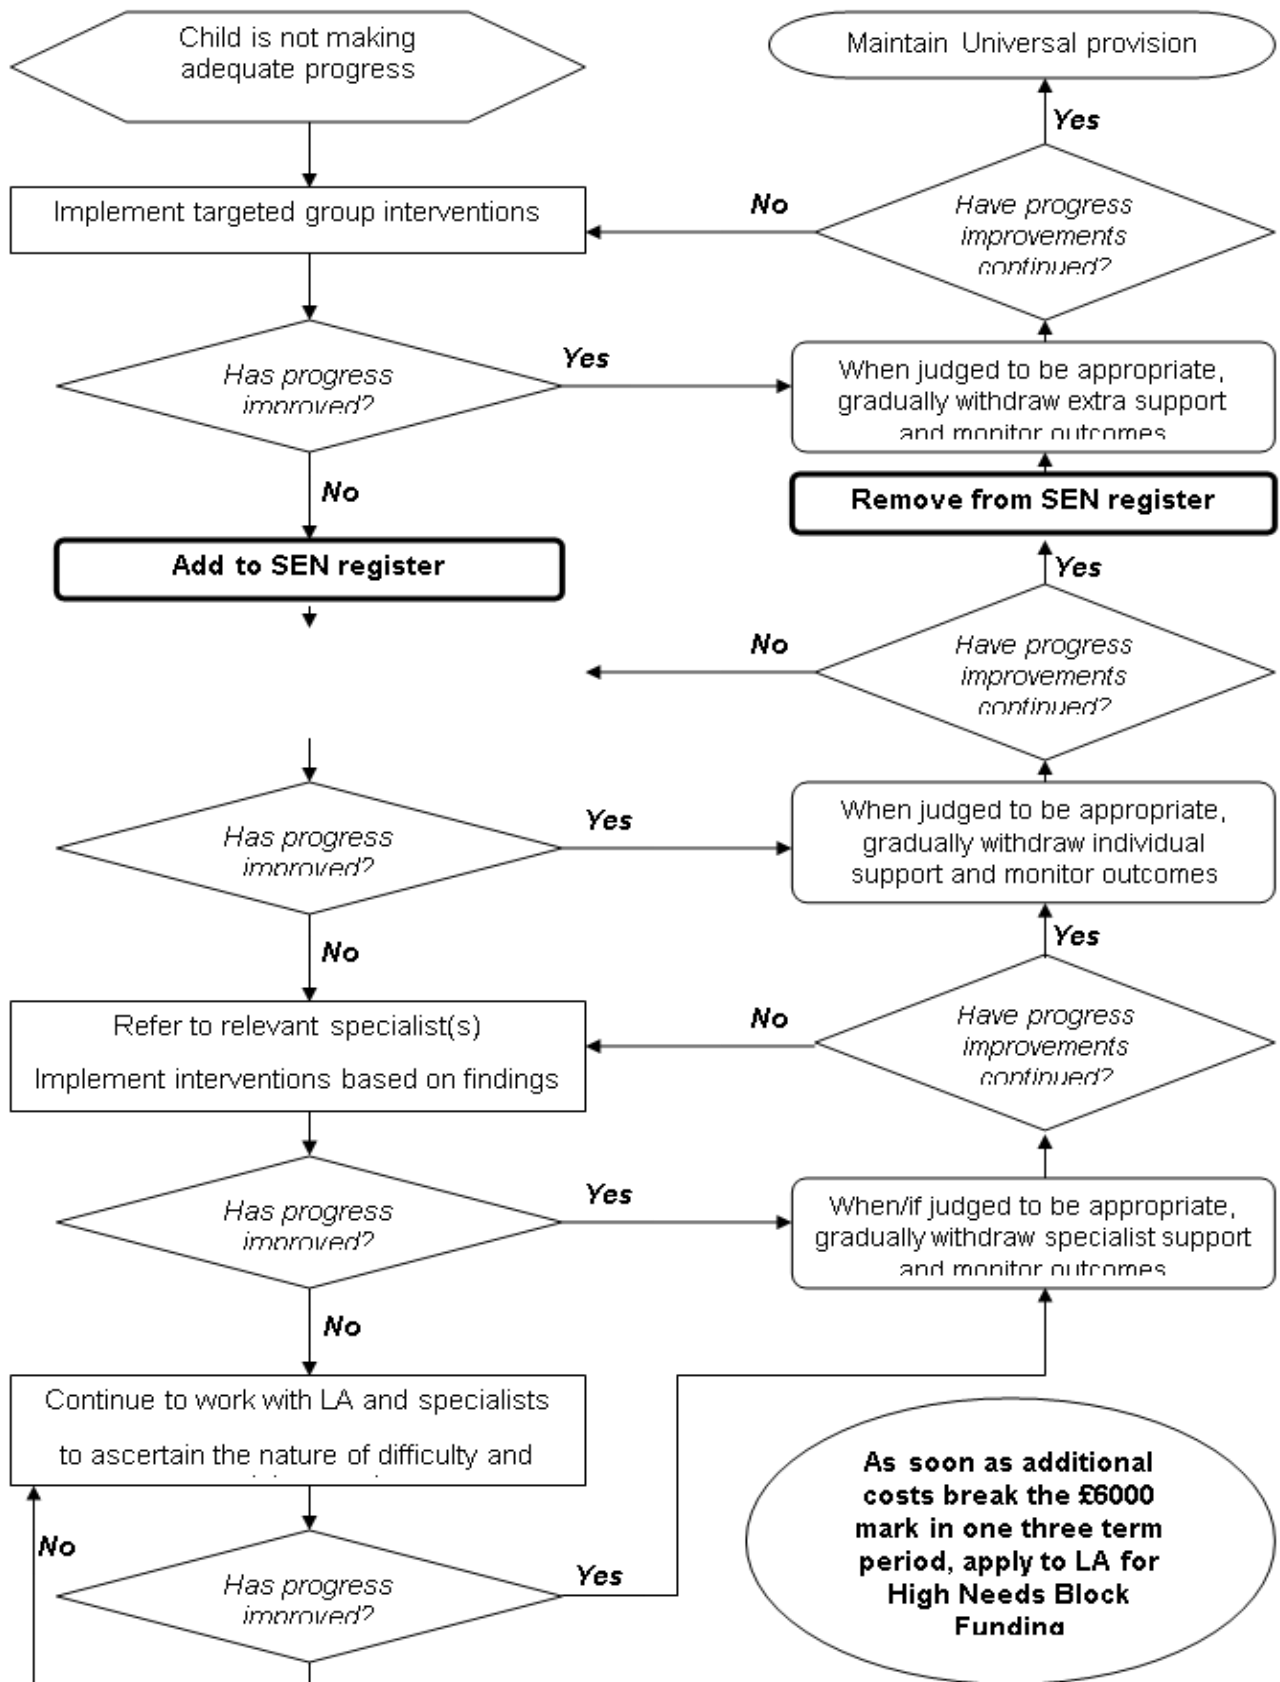 Child is not making
adequate progress
Maintain Universal provision
Yes
Implement targeted group interventions
No
Have progress
improvements
continued?
Has progress
improved?
Yes
When judged to be appropriate,
gradually withdraw extra support
and monitor outcomes
No
Remove from SEN register
Add to SEN register
Yes
No
Have progress
improvements
continued?
Has progress
improved?
Yes
When judged to be appropriate,
gradually withdraw individual
support and monitor outcomes
No
Yes
Refer to relevant specialist(s)
Implement interventions based on findings
No
Have progress
improvements
continued?
Has progress
improved?
Yes
When/if judged to be appropriate,
gradually withdraw specialist support
and monitor outcomes
No
Continue to work with LA and specialists
to ascertain the nature of difficulty and
No
Has progress
improved?
Yes
As soon as additional
costs break the £6000
mark in one three term
period, apply to LA for
High Needs Block
Funding